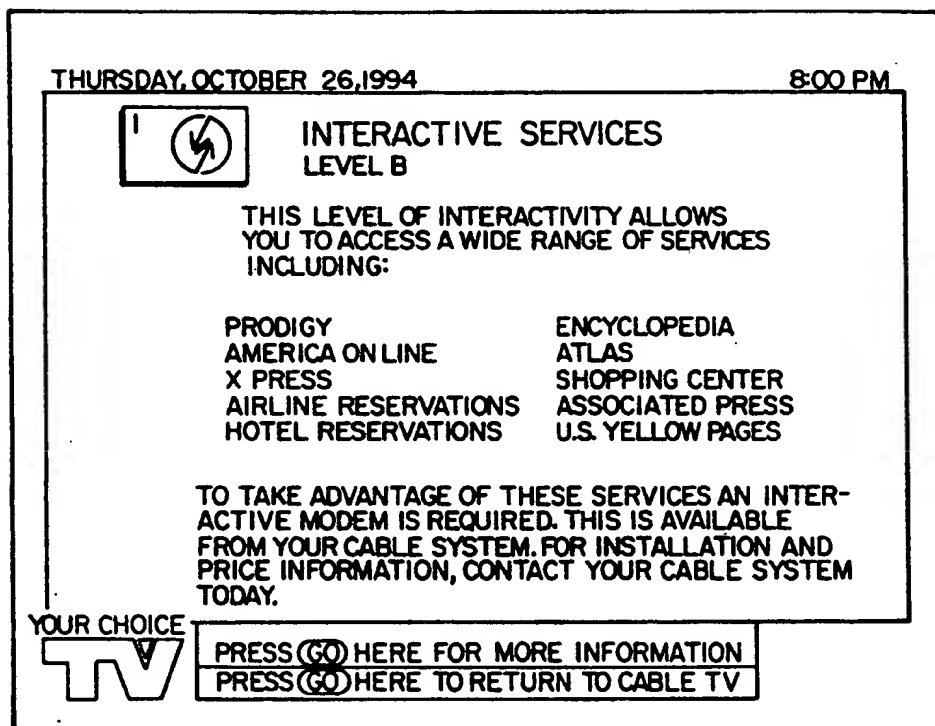 THURSDAY, OCTOBER 26, 1994 8:00 PM
1
INTERACTIVE SERVICES
LEVEL B
THIS LEVEL OF INTERACTIVITY ALLOWS
YOU TO ACCESS A WIDE RANGE OF SERVICES
INCLUDING:
PRODIGY ENCYCLOPEDIA
AMERICA ON LINE ATLAS
X PRESS SHOPPING CENTER
AIRLINE RESERVATIONS ASSOCIATED PRESS
HOTEL RESERVATIONS U.S. YELLOW PAGES
TO TAKE ADVANTAGE OF THESE SERVICES AN INTER-
ACTIVE MODEM IS REQUIRED. THIS IS AVAILABLE
FROM YOUR CABLE SYSTEM. FOR INSTALLATION AND
PRICE INFORMATION, CONTACT YOUR CABLE SYSTEM
TODAY.
YOUR CHOICE
TV
PRESS GO HERE FOR MORE INFORMATION
PRESS GO HERE TO RETURN TO CABLE TV